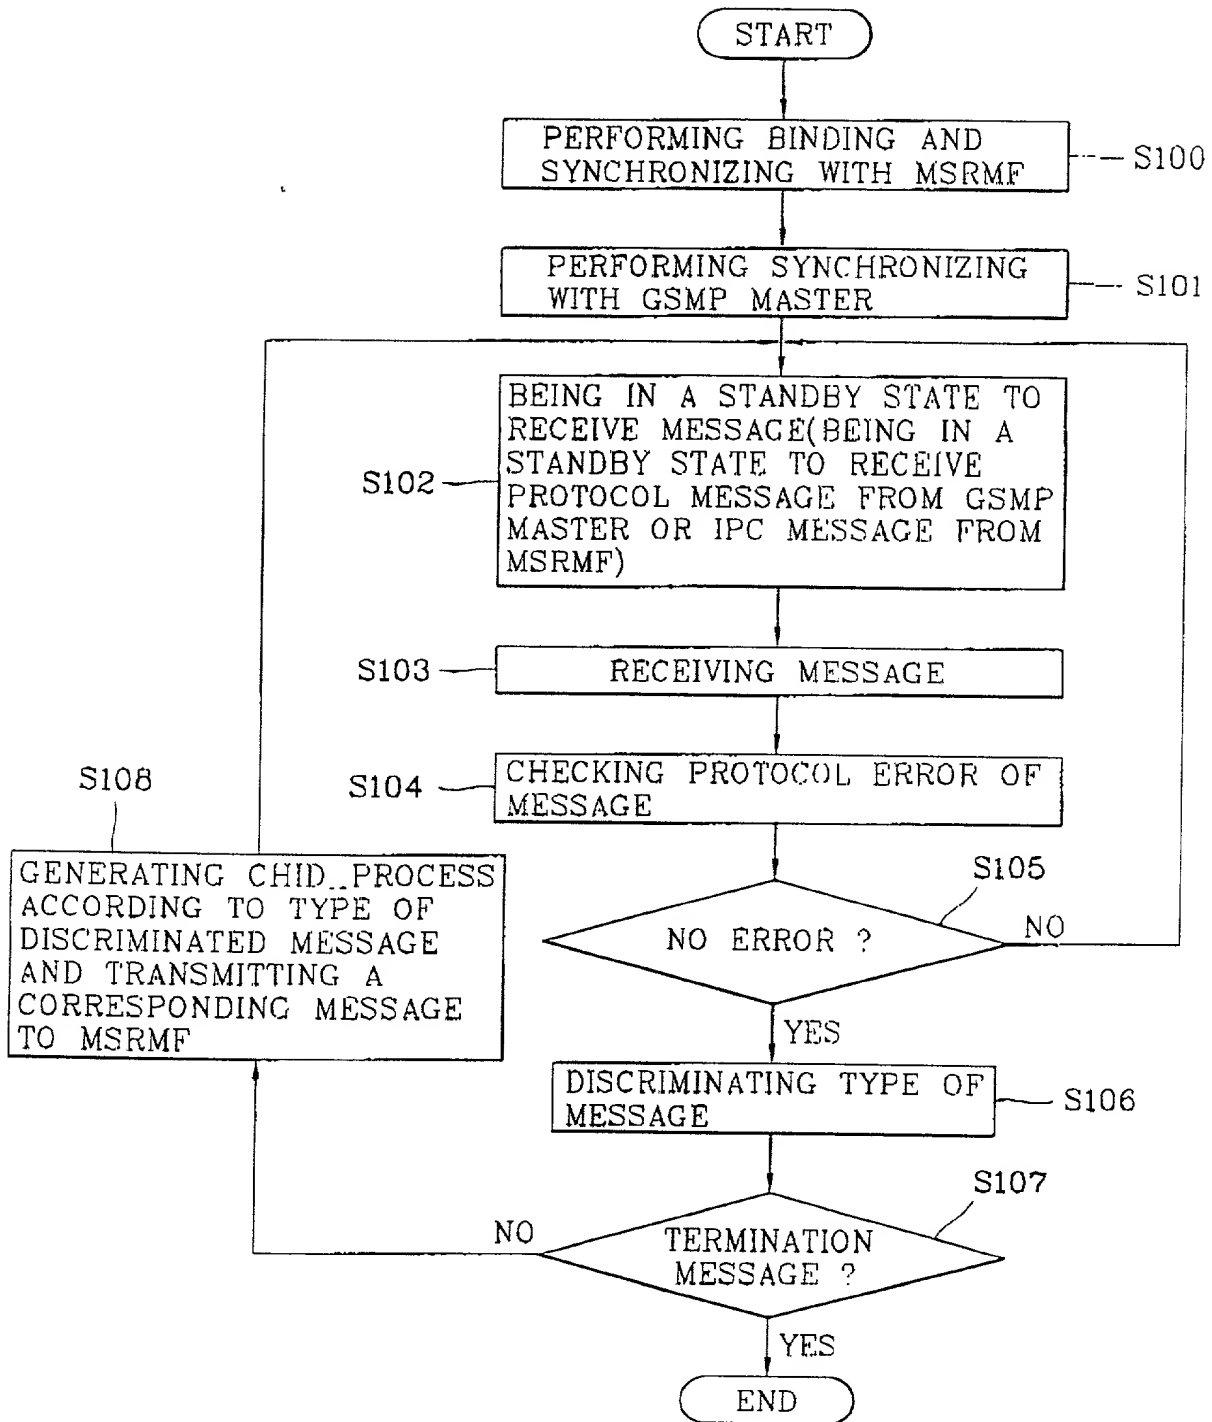 START
PERFORMING BINDING AND
SYNCHRONIZING WITH MSRMF
S100
PERFORMING SYNCHRONIZING
WITH GSMP MASTER
S101
BEING IN A STANDBY STATE TO
RECEIVE MESSAGE(BEING IN A
STANDBY STATE TO RECEIVE
PROTOCOL MESSAGE FROM GSMP
MASTER OR IPC MESSAGE FROM
MSRMF)
S102
S103
RECEIVING MESSAGE
S104
CHECKING PROTOCOL ERROR OF
MESSAGE
S108
GENERATING CHID_PROCESS
ACCORDING TO TYPE OF
DISCRIMINATED MESSAGE
AND TRANSMITTING A
CORRESPONDING MESSAGE
TO MSRMF
S105
NO ERROR ?
NO
YES
DISCRIMINATING TYPE OF
MESSAGE
S106
S107
NO
TERMINATION
MESSAGE ?
YES
END